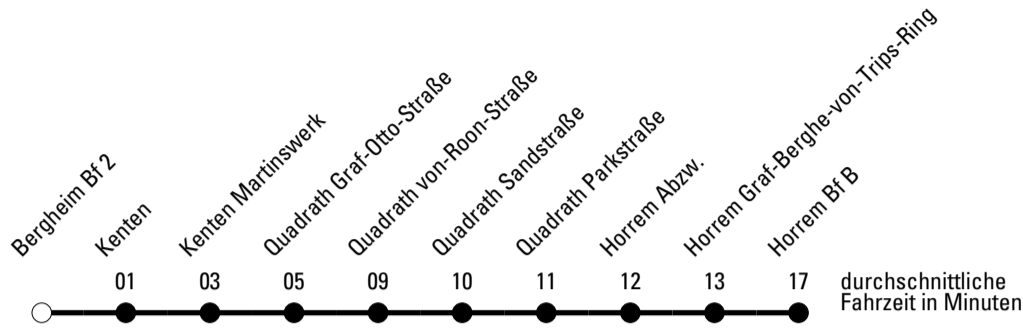 Bergheim Bf 2
Kenten
Kenten Martinswerk
Quadrath Graf-Otto-Straße
Quadrath von-Roon-Straße
Quadrath Sandstraße
Quadrath Parkstraße
Horrem Abzw.
Horrem Graf-Berghe-von-Trips-Ring
Horrem Bf B
01 03 05 09 10 11 12 13 17
durchschnittliche
Fahrzeit in Minuten